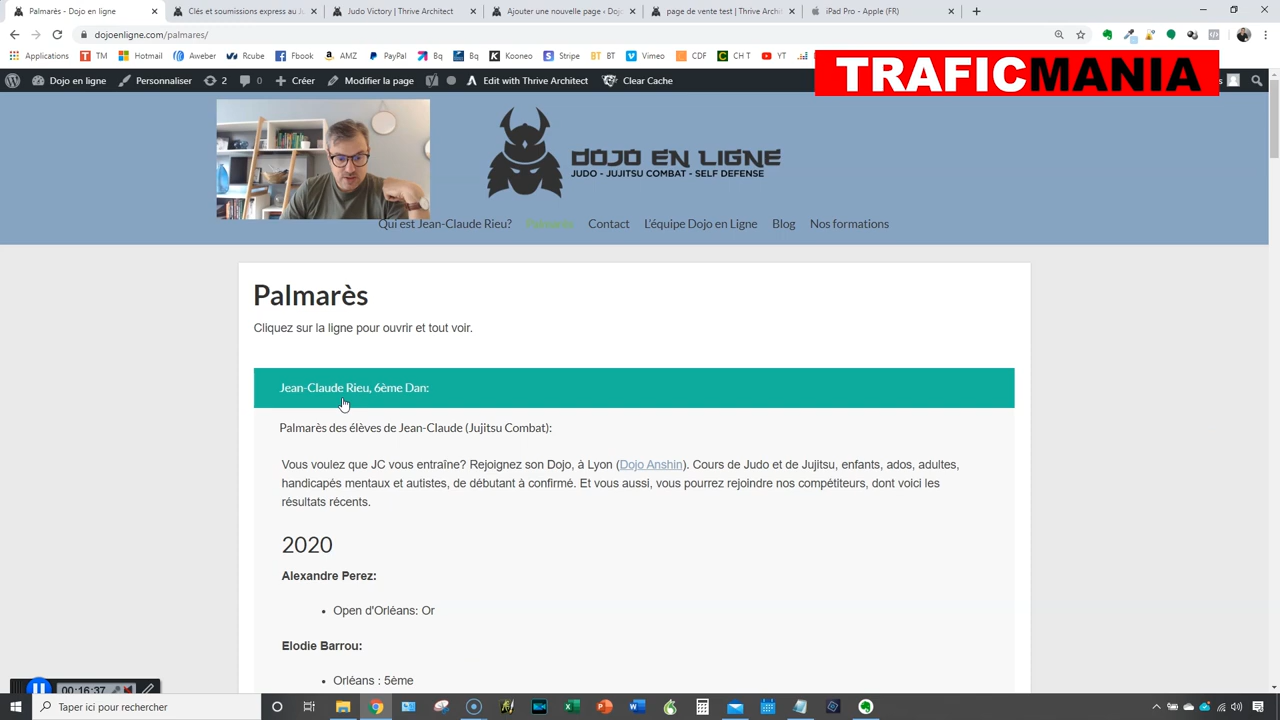 Palmarès - Dojo en ligne
Clés et soumissions express au J
Judo Victory | Thrive Architect
Ajouter une nouvelle page ‹ Doj
page de vente test | Thrive Archit
iPad Pro - Apple (FR)
dojoenligne.com/palmares/
Applications
TM
Hotmail
Aweber
Rcube
Fbook
AMZ
PayPal
Bq
Bq
Kooneo
Stripe
BT
Vimeo
CDF
CH T
YT
TRAFICMANIA
Dojo en ligne
Personnaliser
2
0
Créer
Modifier la page
Edit with Thrive Architect
Clear Cache
DOJO EN LIGNE
JUDO - JUJITSU COMBAT - SELF DEFENSE
Qui est Jean-Claude Rieu? Palmarès Contact L'équipe Dojo en Ligne Blog Nos formations
Palmarès
Cliquez sur la ligne pour ouvrir et tout voir.
Jean-Claude Rieu, 6ème Dan:
Palmarès des élèves de Jean-Claude (Jujitsu Combat):
Vous voulez que JC vous entraîne? Rejoignez son Dojo, à Lyon (Dojo Anshin). Cours de Judo et de Jujitsu, enfants, ados, adultes,
handicapés mentaux et autistes, de débutant à confirmé. Et vous aussi, vous pourrez rejoindre nos compétiteurs, dont voici les
résultats récents.
2020
Alexandre Perez:
• Open d'Orléans: Or
Elodie Barrou:
• Orléans : 5ème
00:16:37
Taper ici pour rechercher